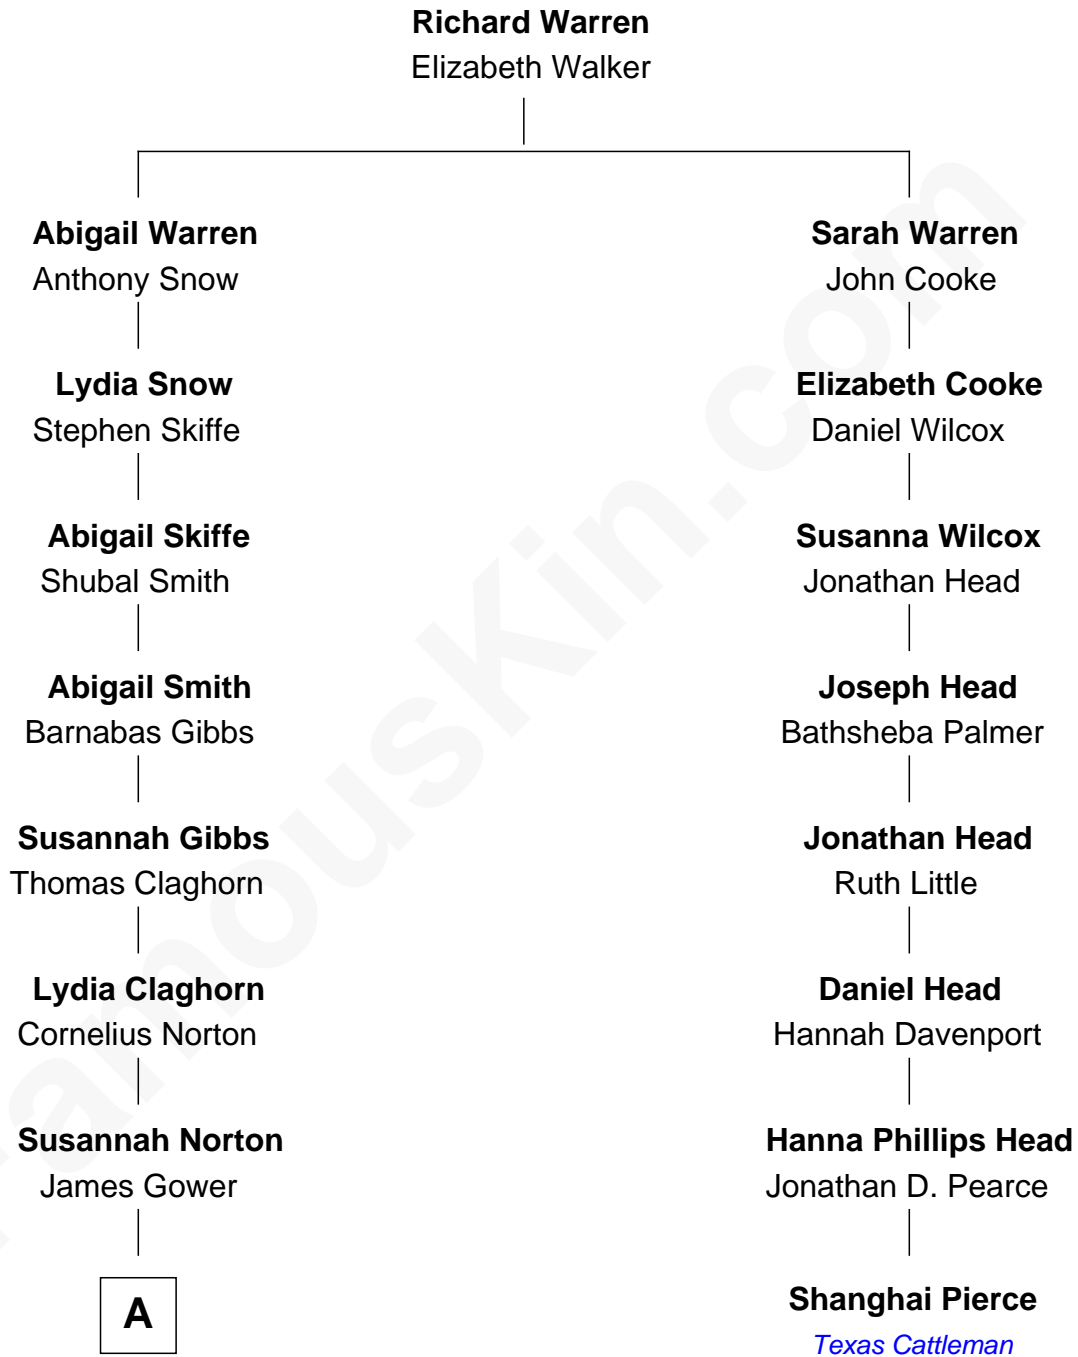 Richard Warren
Elizabeth Walker
Abigail Warren
Anthony Snow
Sarah Warren
John Cooke
Lydia Snow
Stephen Skiffe
Elizabeth Cooke
Daniel Wilcox
Abigail Skiffe
Shubal Smith
Susanna Wilcox
Jonathan Head
Abigail Smith
Barnabas Gibbs
Joseph Head
Bathsheba Palmer
Susannah Gibbs
Thomas Claghorn
Jonathan Head
Ruth Little
Lydia Claghorn
Cornelius Norton
Daniel Head
Hannah Davenport
Susannah Norton
James Gower
Hanna Phillips Head
Jonathan D. Pearce
A
Shanghai Pierce
Texas Cattleman
FamousKin.com